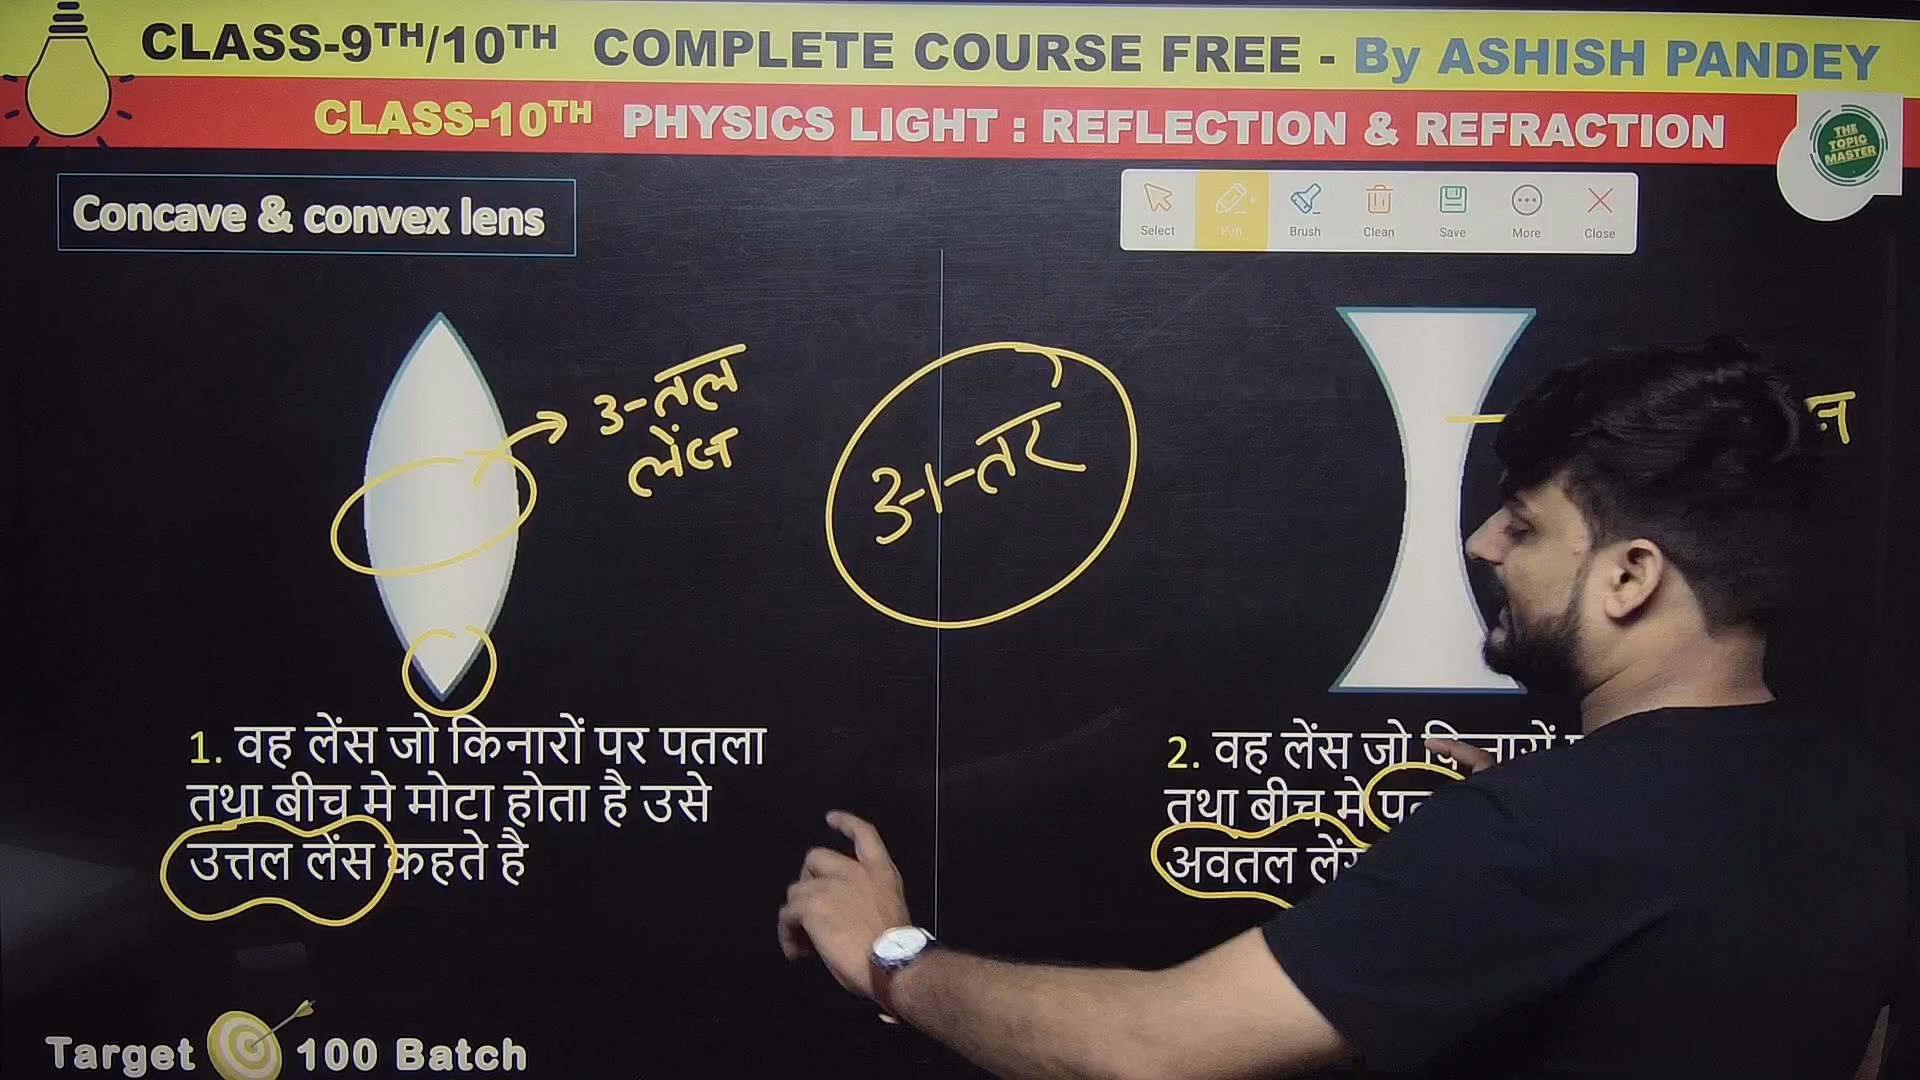 CLASS-9TH/10TH COMPLETE COURSE FREE - By ASHISH PANDEY
CLASS-10TH PHYSICS LIGHT : REFLECTION & REFRACTION
THE
TOPIC
MASTER
Concave & convex lens
Select
Pen
Brush
Clean
Save
More
Close
1. वह लेंस जो किनारों पर पतला
तथा बीच मे मोटा होता है उसे
उत्तल लेंस कहते है
2. वह लेंस जो किनारों
तथा बीच मे
अवतल
Target 100 Batch